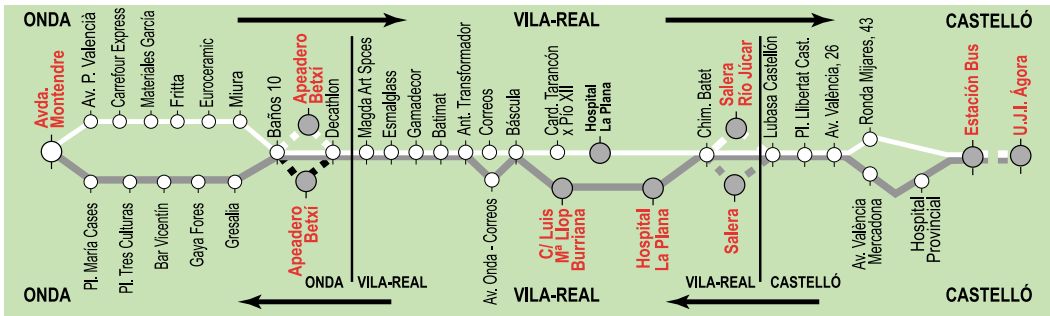 ONDA
VILA-REAL
CASTELLÓ
Avda.
Montendre
Av. P. Valencià
Carrefour Express
Materiales Garcia
Fritta
Euroceramic
Miura
Baños 10
Apeadero
Betxí
Decathlon
Magda Art Spces
Esmalglass
Gamadecor
Batimat
Ant. Transformador
Correos
Báscula
Card. Tarancón
x Pío XII
Hospital
La Plana
Chim. Batet
Salera
Río Júcar
Lubasa Castellón
Pl. Llibertat Cast.
Av. València, 26
Ronda Mijares, 43
Estación Bus
U.J.I. Ágora
Pl. María Cases
Pl. Tres Culturas
Bar Vicentín
Gaya Fores
Gresalia
Apeadero
Betxí
Av. Onda - Correos
C/ Luis
Mª Llop
Burriana
Hospital
La Plana
Salera
Av. València
Mercadona
Hospital
Provincial
ONDA
ONDA
VILA-REAL
VILA-REAL
VILA-REAL
CASTELLÓ
CASTELLÓ